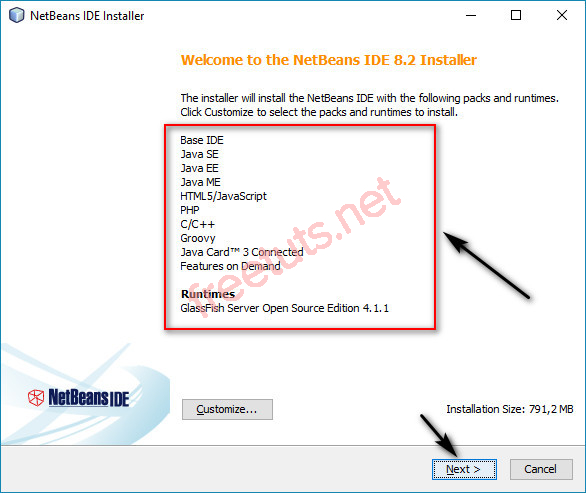 NetBeans IDE Installer
Welcome to the NetBeans IDE 8.2 Installer
The installer will install the NetBeans IDE with the following packs and runtimes.
Click Customize to select the packs and runtimes to install.
Base IDE
Java SE
Java EE
Java ME
HTML5/JavaScript
PHP
C/C++
Groovy
Java Card™ 3 Connected
Features on Demand
Runtimes
GlassFish Server Open Source Edition 4.1.1
freetuts.net
NetBeans IDE
Customize...
Installation Size: 791,2 MB
Next >
Cancel